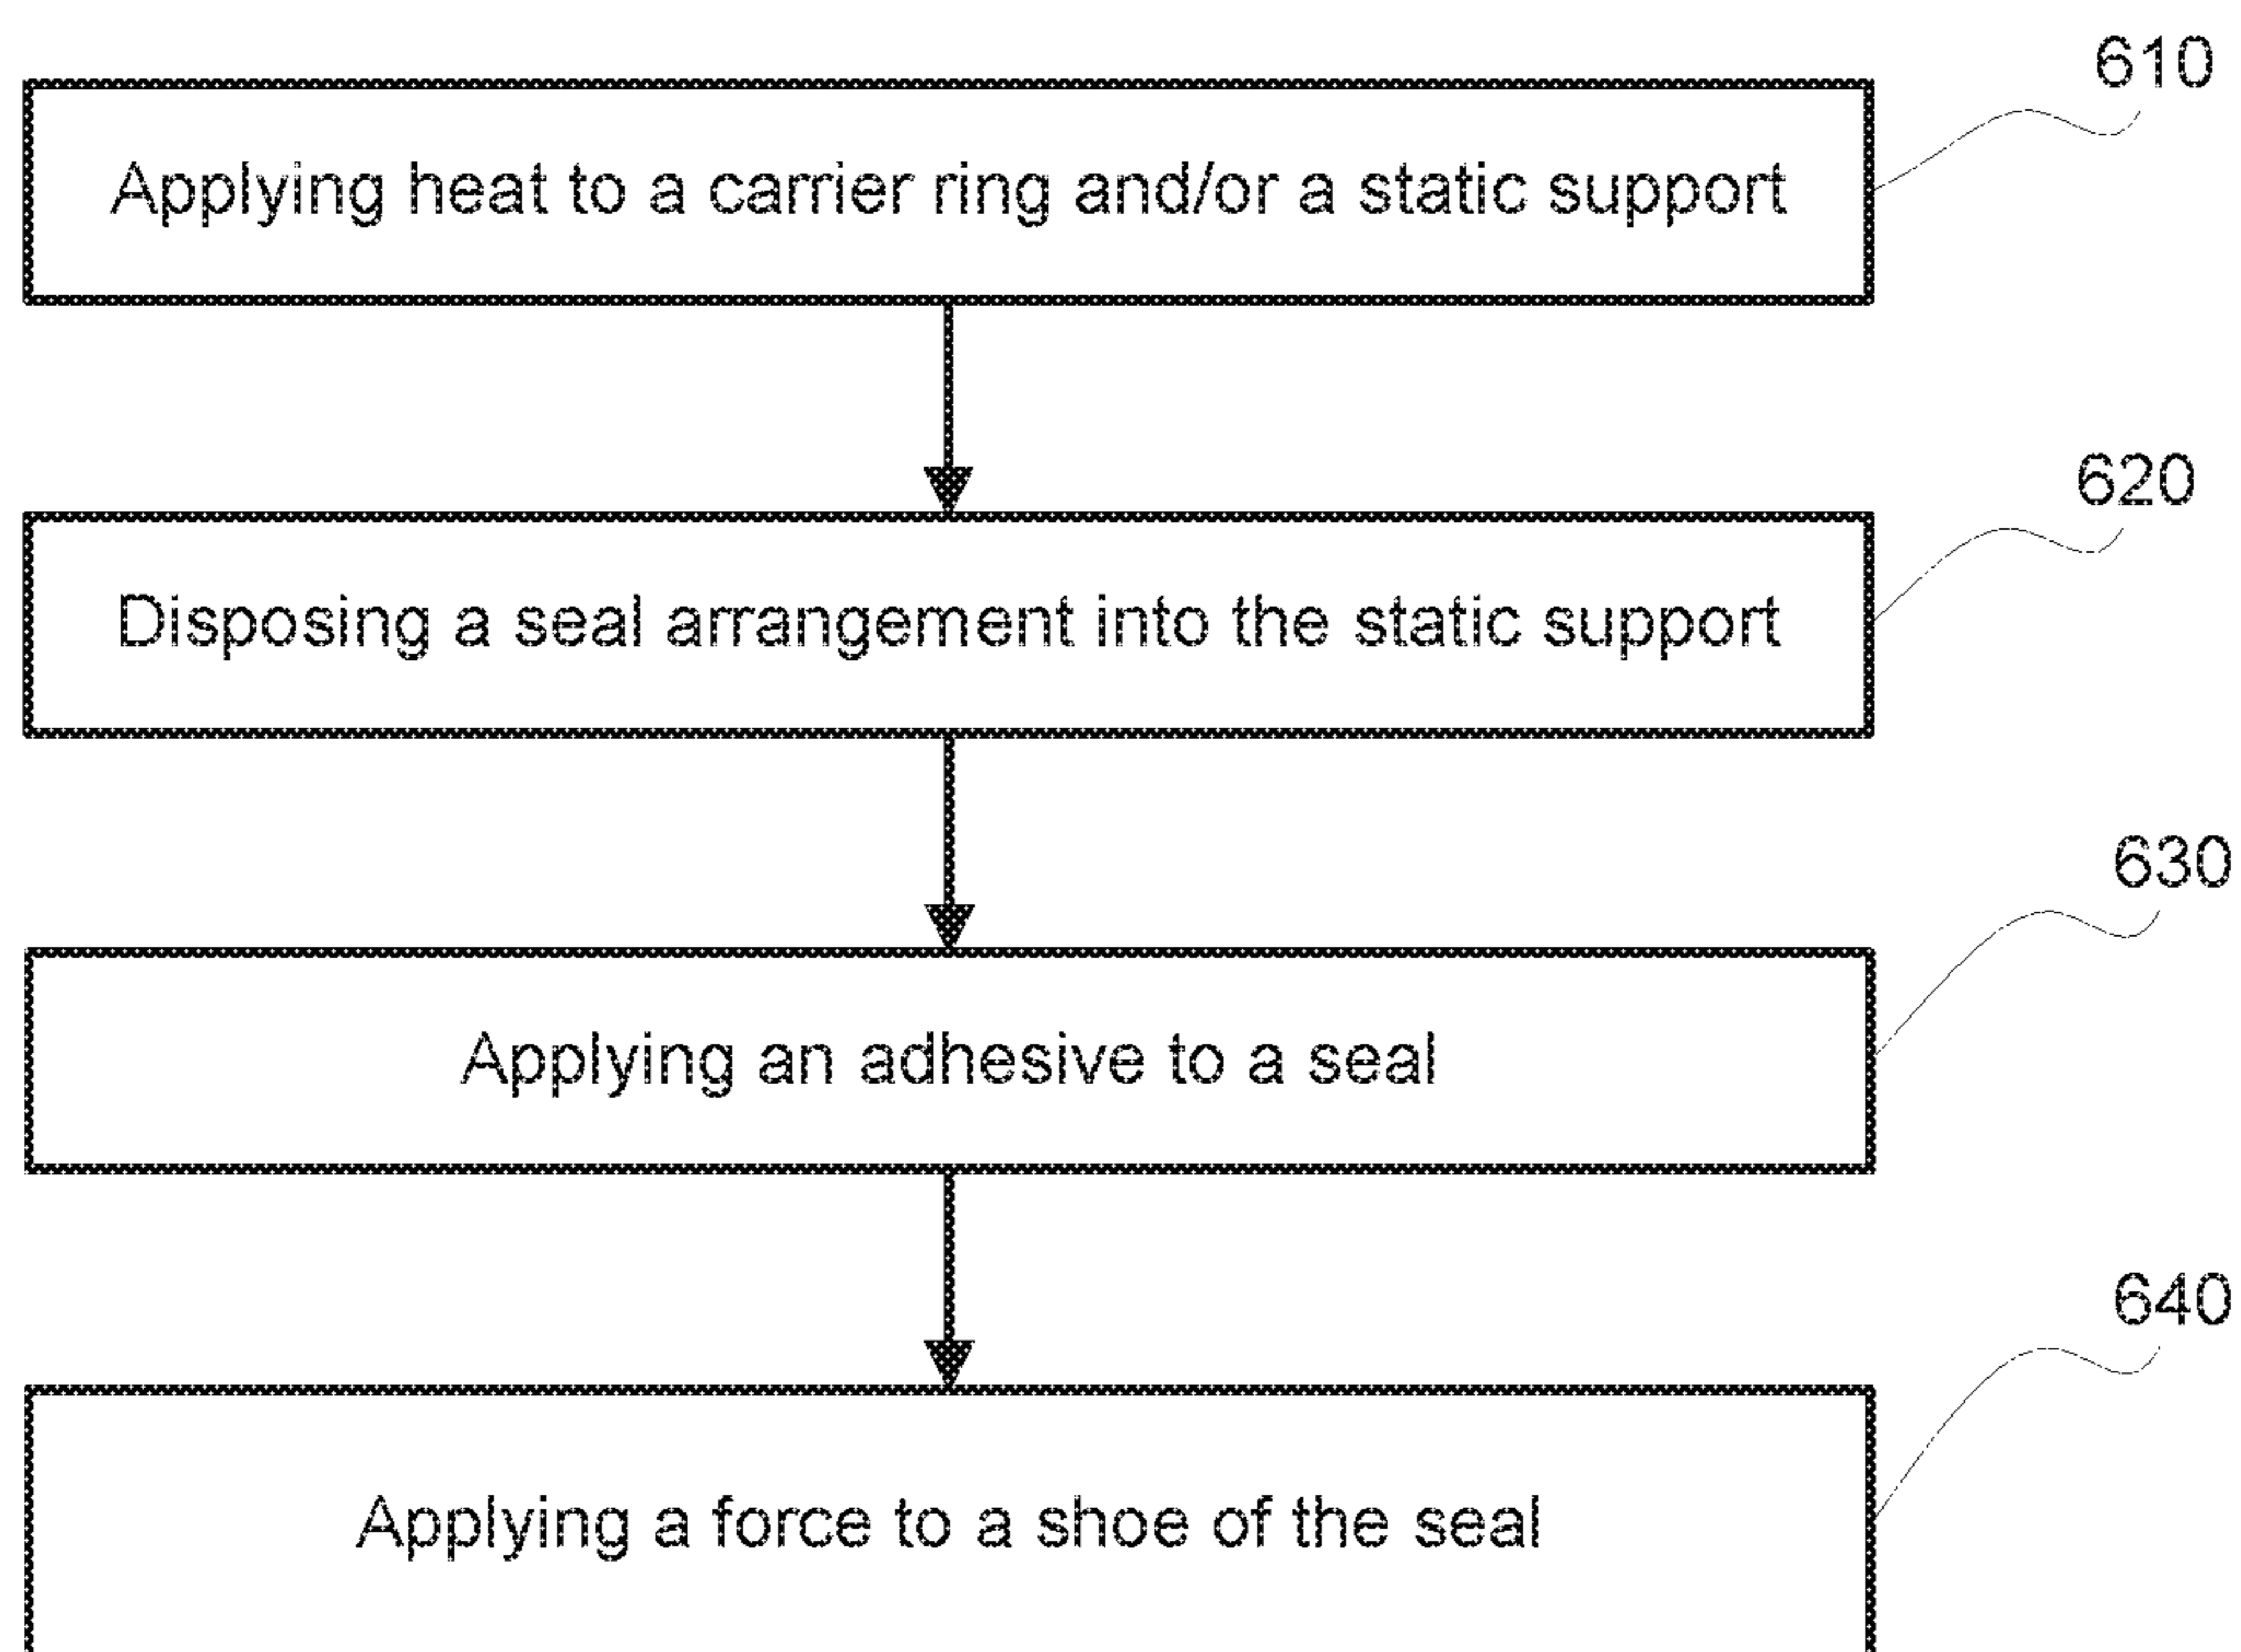 610
Applying heat to a carrier ring and/or a static support
620
Disposing a seal arrangement into the static support
630
Applying an adhesive to a seal
640
Applying a force to a shoe of the seal